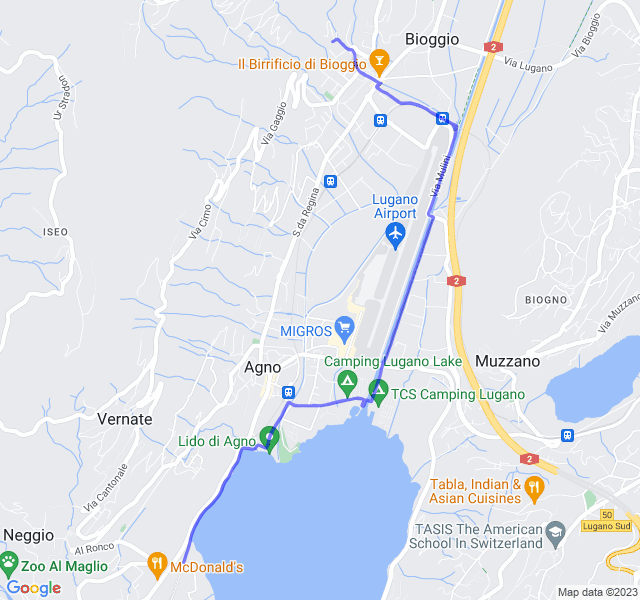 Bioggio
2
Via Lugano
Via Bioggio
Il Birrificio di Bioggio
Ur Strapon
Via Gaggio
Via Mulini
S da Regina
Via Cimo
Lugano
Airport
ISEO
2
BIOGNO
Via Muzzano
MIGROS
Agno
Camping Lugano Lake
Muzzano
TCS Camping Lugano
Vernate
Lido di Agno
2
Via Cantonale
Tabla, Indian &
Asian Cuisines
50
Lugano Sud
TASIS The American
School In Switzerland
Neggio
Al Ronco
Zoo Al Maglio
McDonald's
Google
Map data ©2023